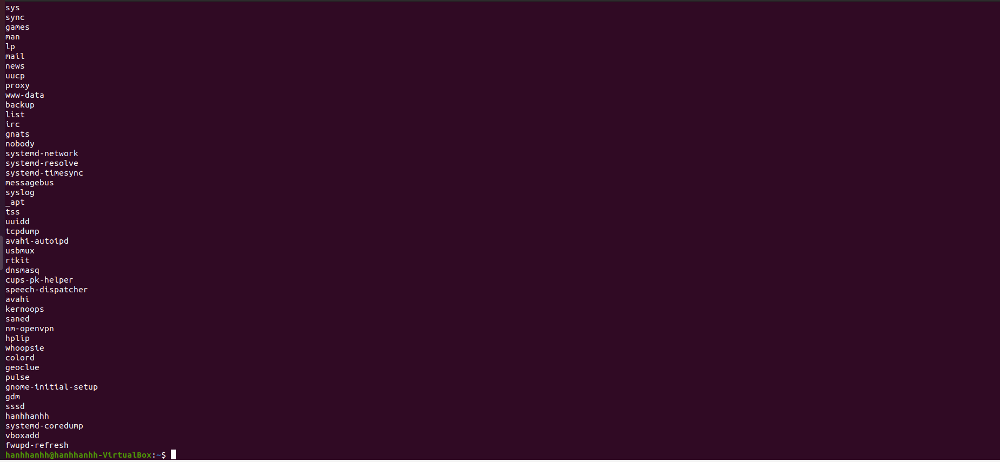 sys
sync
games
man
lp
mail
news
uucp
proxy
www-data
backup
list
irc
gnats
nobody
systemd-network
systemd-resolve
systemd-timesync
messagebus
syslog
_apt
tss
uuidd
tcpdump
avahi-autoipd
usbmux
rtkit
dnsmasq
cups-pk-helper
speech-dispatcher
avahi
kernoops
saned
nm-openvpn
hplip
whoopsie
colord
geoclue
pulse
gnome-initial-setup
gdm
sssd
hanhhanhh
systemd-coredump
vboxadd
fwupd-refresh
hanhhanhh@hanhhanhh-VirtualBox:~$